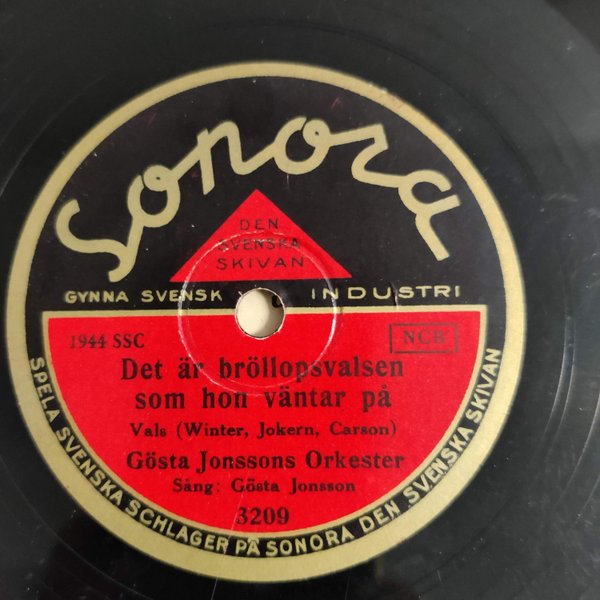 Sonora
DEN
SVENSKA
SKIVAN
GYNNA SVENSK INDUSTRI
1944 SSC
NCB
Det är bröllopsvalsen
som hon väntar på
Vals (Winter, Jokern, Carson)
Gösta Jonssons Orkester
Sång: Gösta Jonsson
3209
SPELA SVENSKA SCHLAGER PÅ SONORA DEN SVENSKA SKIVAN